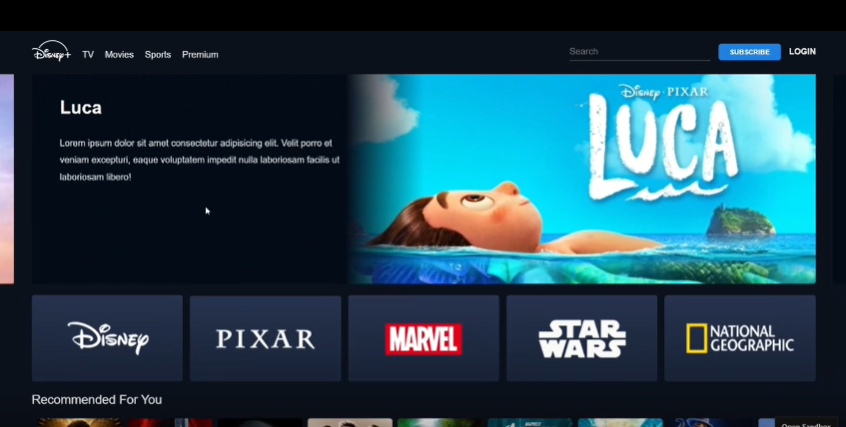 Disney+
TV Movies Sports Premium
Search
SUBSCRIBE
LOGIN
Luca
Lorem ipsum dolor sit amet consectetur adipisicing elit. Velit porro et
veniam excepturi, eaque voluptatem impedit nulla laboriosam facilis ut
laboriosam libero!
Disney · PIXAR
LUCA
Disney
PIXAR
MARVEL
STAR
WARS
NATIONAL
GEOGRAPHIC
Recommended For You
Open Sandbox